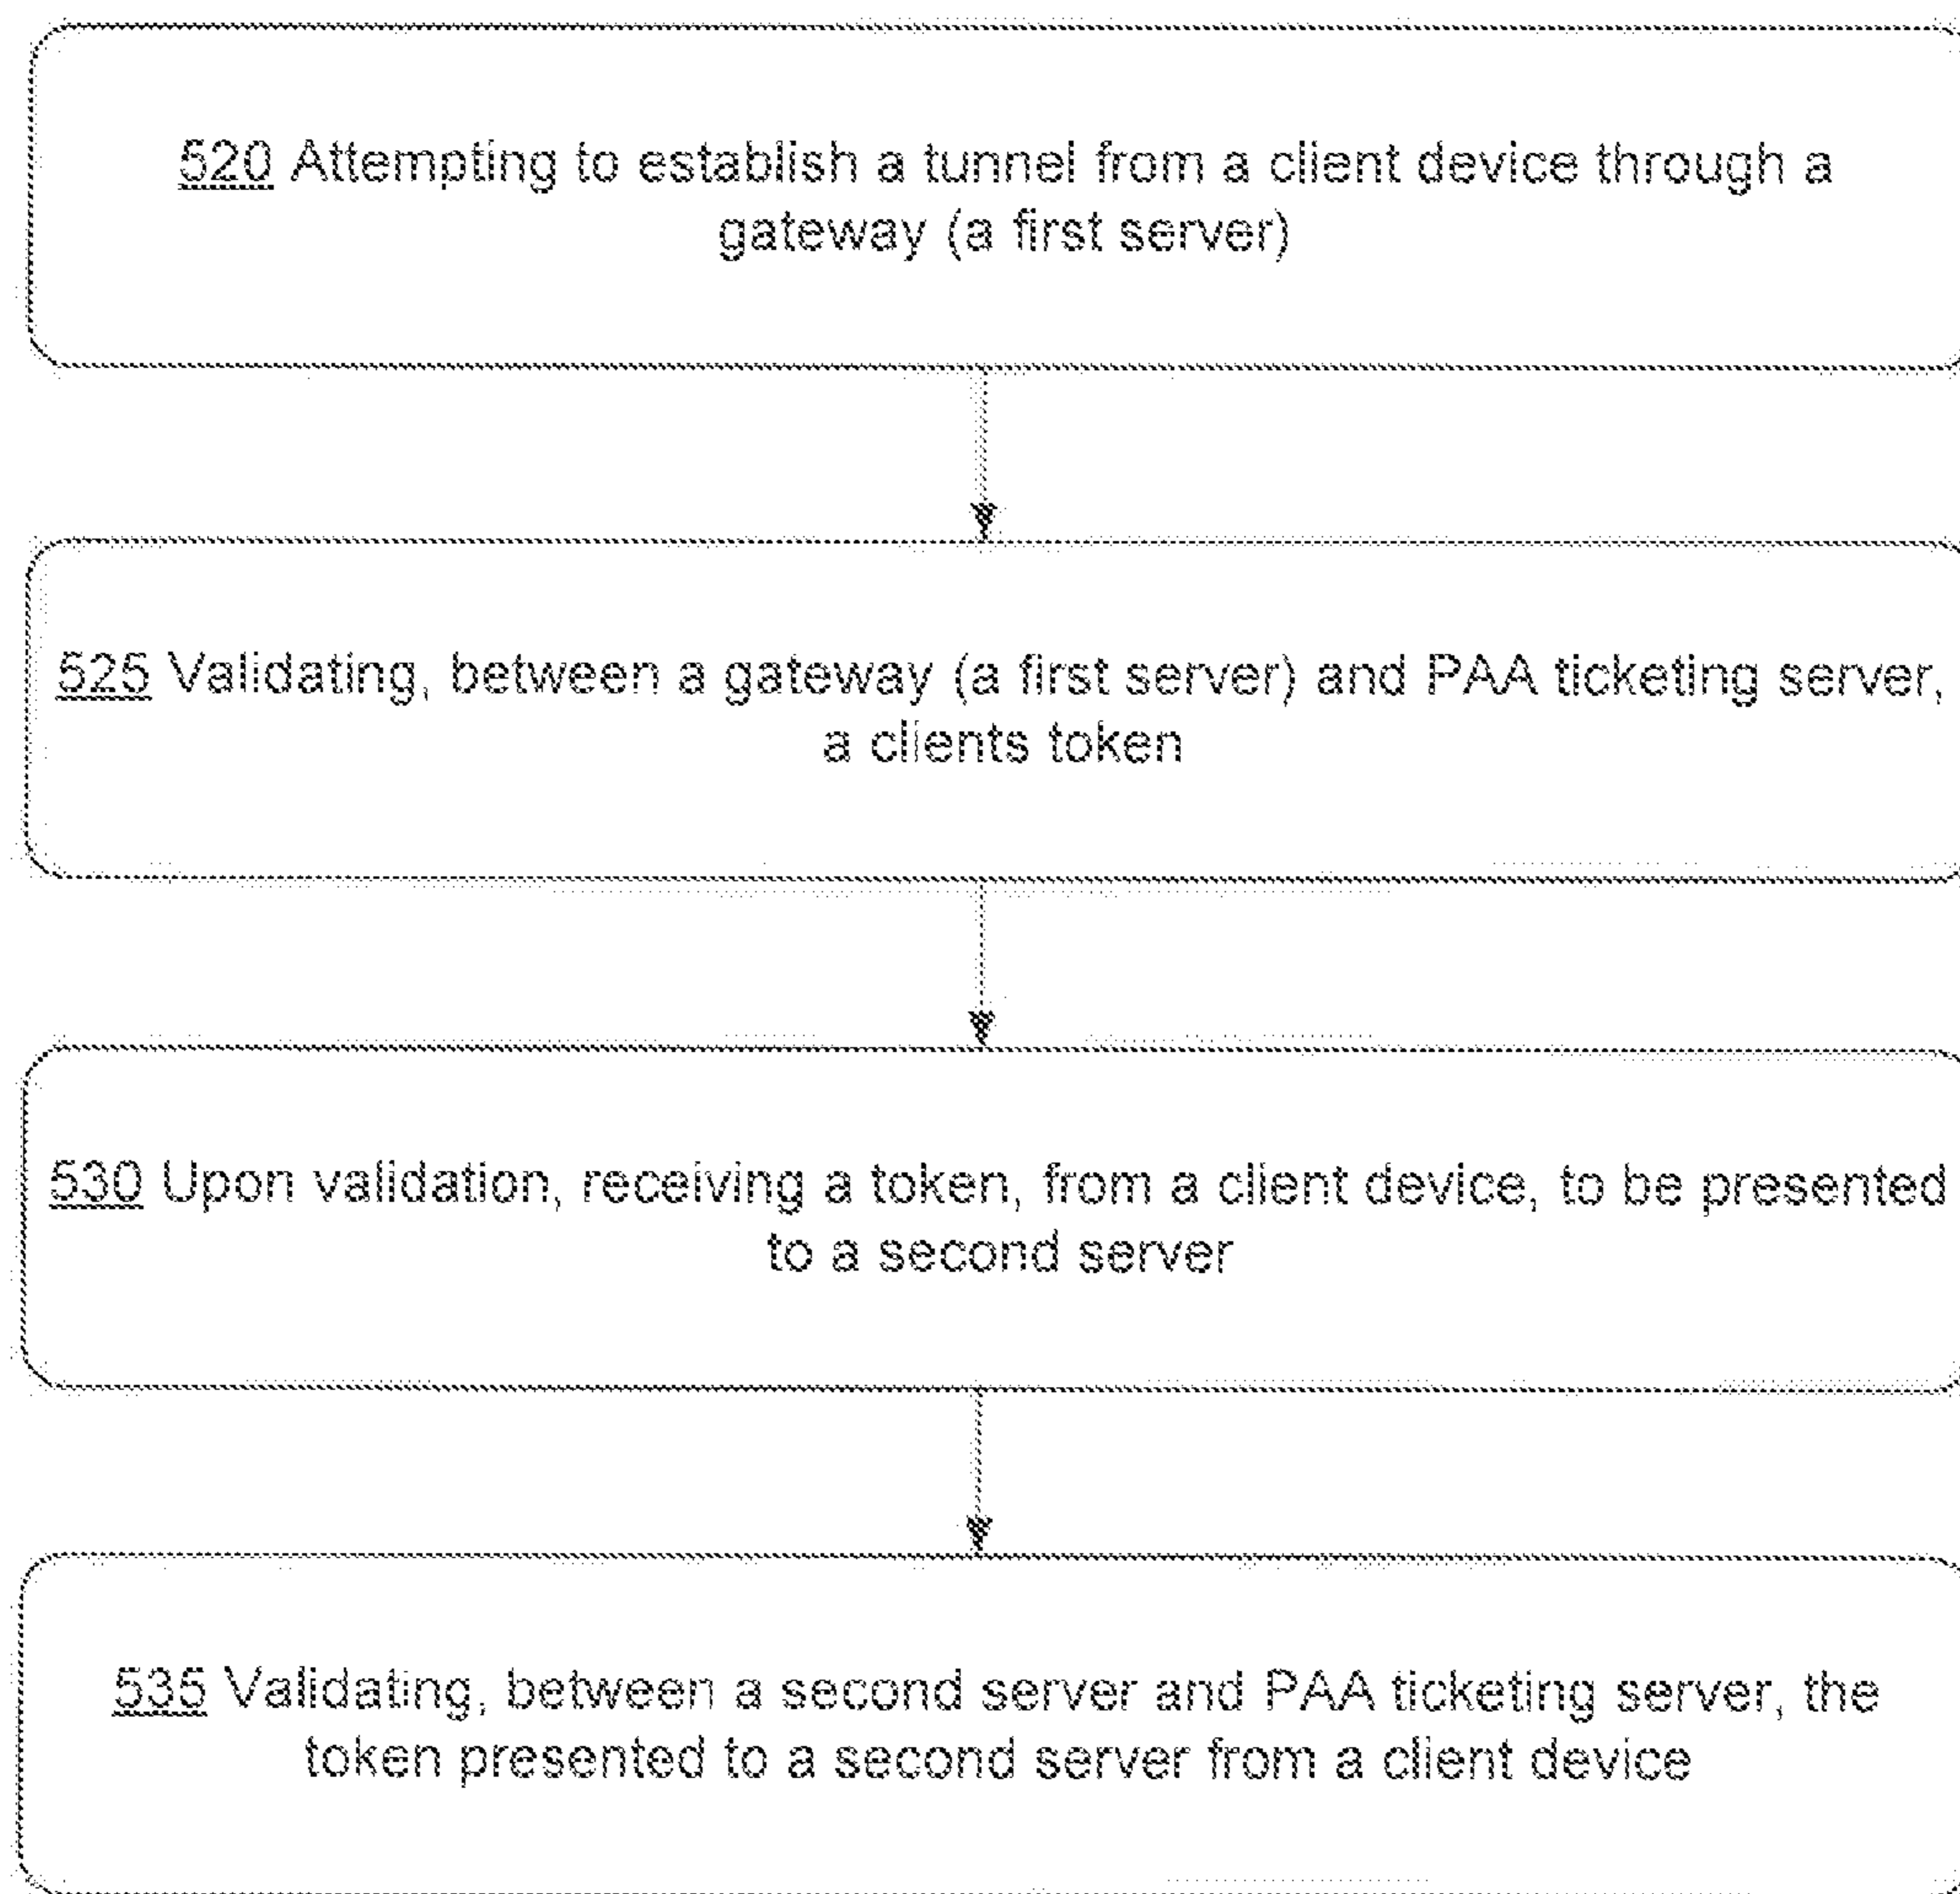 520 Attempting to establish a tunnel from a client device through a
gateway (a first server)
525 Validating, between a gateway (a first server) and PAA ticketing server,
a clients token
530 Upon validation, receiving a token, from a client device, to be presented
to a second server
535 Validating, between a second server and PAA ticketing server, the
token presented to a second server from a client device